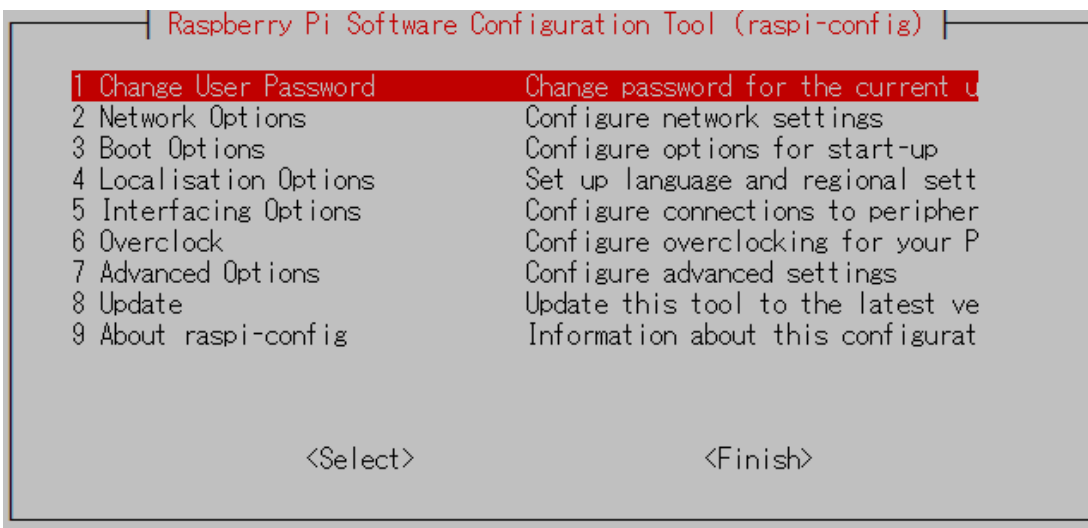 Raspberry Pi Software Configuration Tool (raspi-config)
1 Change User Password Change password for the current u
2 Network Options Configure network settings
3 Boot Options Configure options for start-up
4 Localisation Options Set up language and regional sett
5 Interfacing Options Configure connections to peripher
6 Overclock Configure overclocking for your P
7 Advanced Options Configure advanced settings
8 Update Update this tool to the latest ve
9 About raspi-config Information about this configurat
<Select> <Finish>